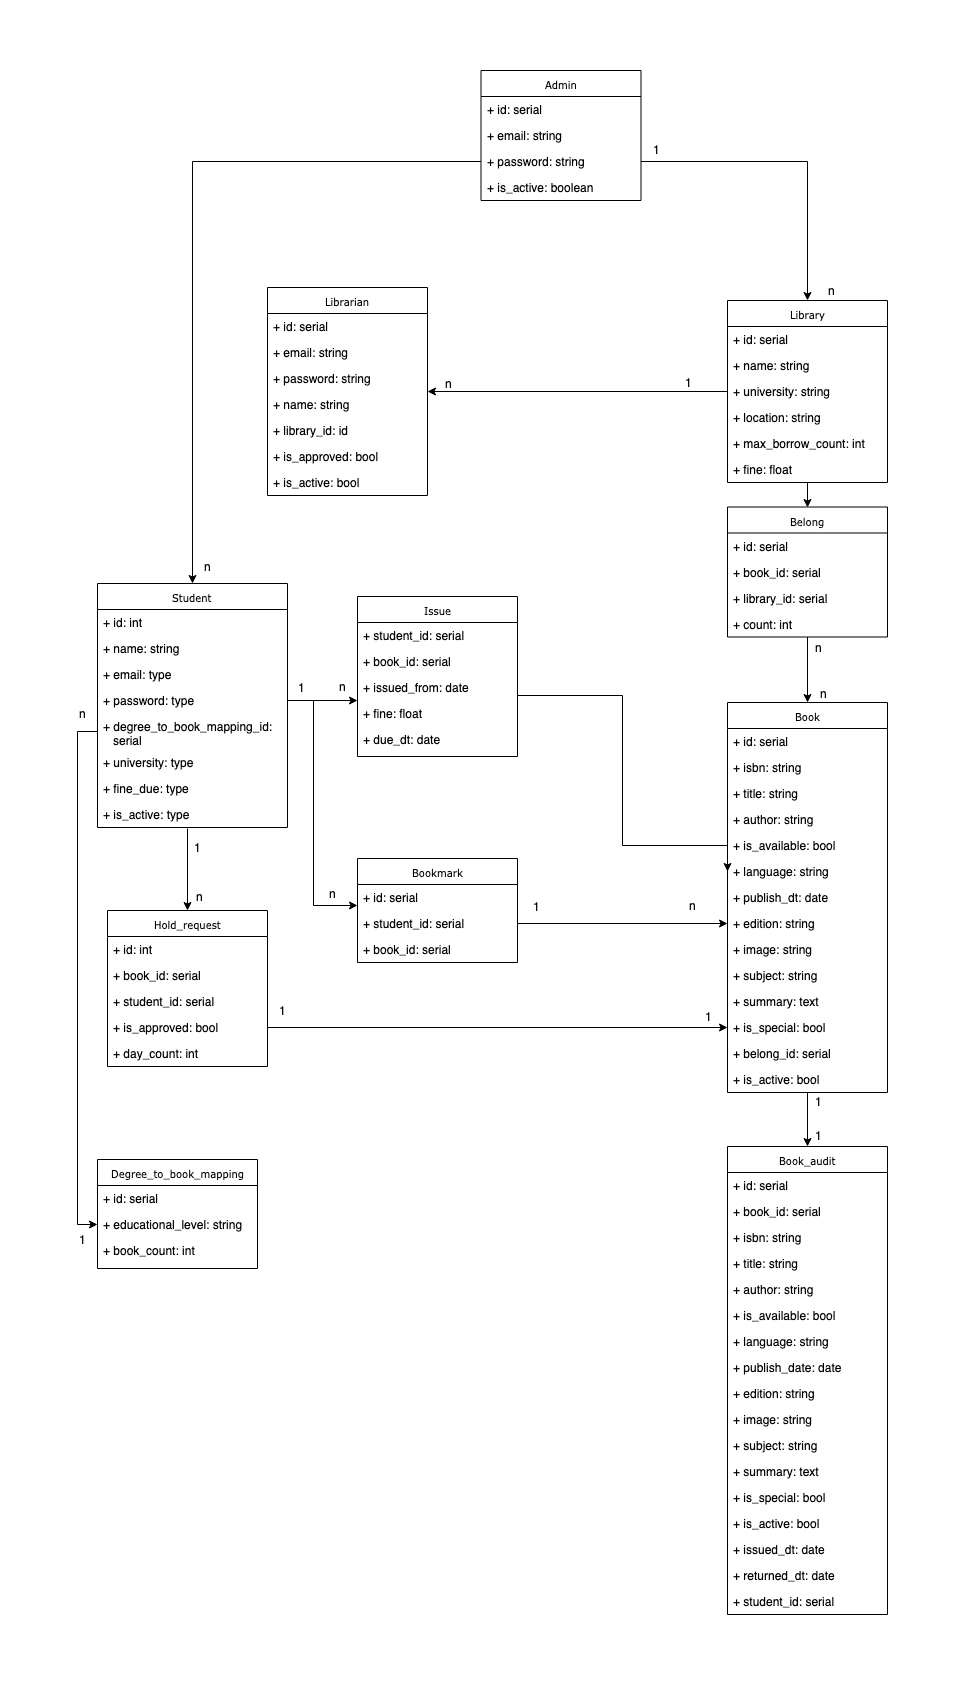 Admin
+ id: serial
+ email: string
+ password: string
+ is_active: boolean
1
n
Librarian
+ id: serial
+ email: string
+ password: string
+ name: string
+ library_id: id
+ is_approved: bool
+ is_active: bool
n
1
Library
+ id: serial
+ name: string
+ university: string
+ location: string
+ max_borrow_count: int
+ fine: float
Belong
+ id: serial
+ book_id: serial
+ library_id: serial
+ count: int
n
n
n
Student
+ id: int
+ name: string
+ email: type
+ password: type
+ degree_to_book_mapping_id:
serial
+ university: type
+ fine_due: type
+ is_active: type
n
1
n
Issue
+ student_id: serial
+ book_id: serial
+ issued_from: date
+ fine: float
+ due_dt: date
1
n
n
Bookmark
+ id: serial
+ student_id: serial
+ book_id: serial
1
n
Hold_request
+ id: int
+ book_id: serial
+ student_id: serial
+ is_approved: bool
+ day_count: int
1
1
Book
+ id: serial
+ isbn: string
+ title: string
+ author: string
+ is_available: bool
+ language: string
+ publish_dt: date
+ edition: string
+ image: string
+ subject: string
+ summary: text
+ is_special: bool
+ belong_id: serial
+ is_active: bool
1
1
Degree_to_book_mapping
+ id: serial
+ educational_level: string
+ book_count: int
1
Book_audit
+ id: serial
+ book_id: serial
+ isbn: string
+ title: string
+ author: string
+ is_available: bool
+ language: string
+ publish_date: date
+ edition: string
+ image: string
+ subject: string
+ summary: text
+ is_special: bool
+ is_active: bool
+ issued_dt: date
+ returned_dt: date
+ student_id: serial